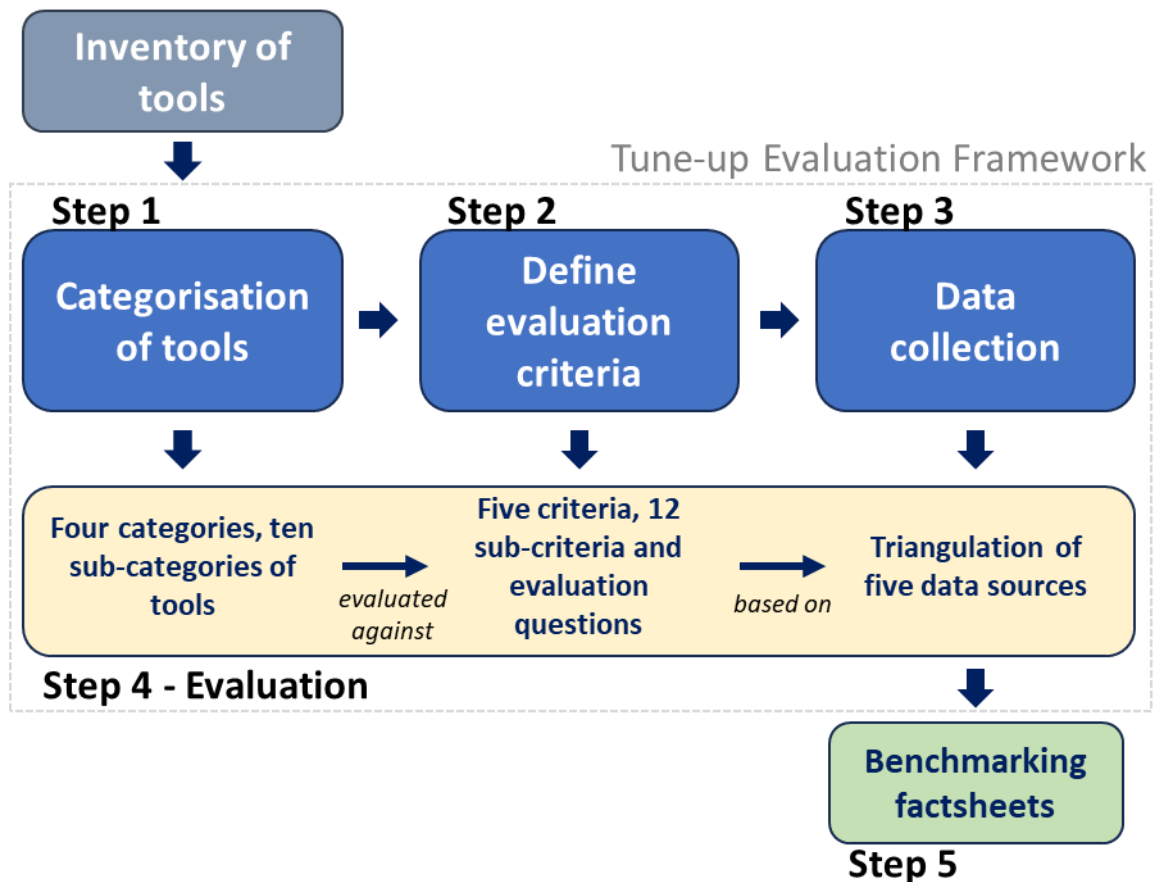 Inventory of
tools
Tune-up Evaluation Framework
Step 1
Categorisation
of tools
Step 2
Define
evaluation
criteria
Step 3
Data
collection
Four categories, ten
sub-categories of
tools
evaluated
against
Five criteria, 12
sub-criteria and
evaluation
questions
based on
Triangulation of
five data sources
Step 4 - Evaluation
Benchmarking
factsheets
Step 5